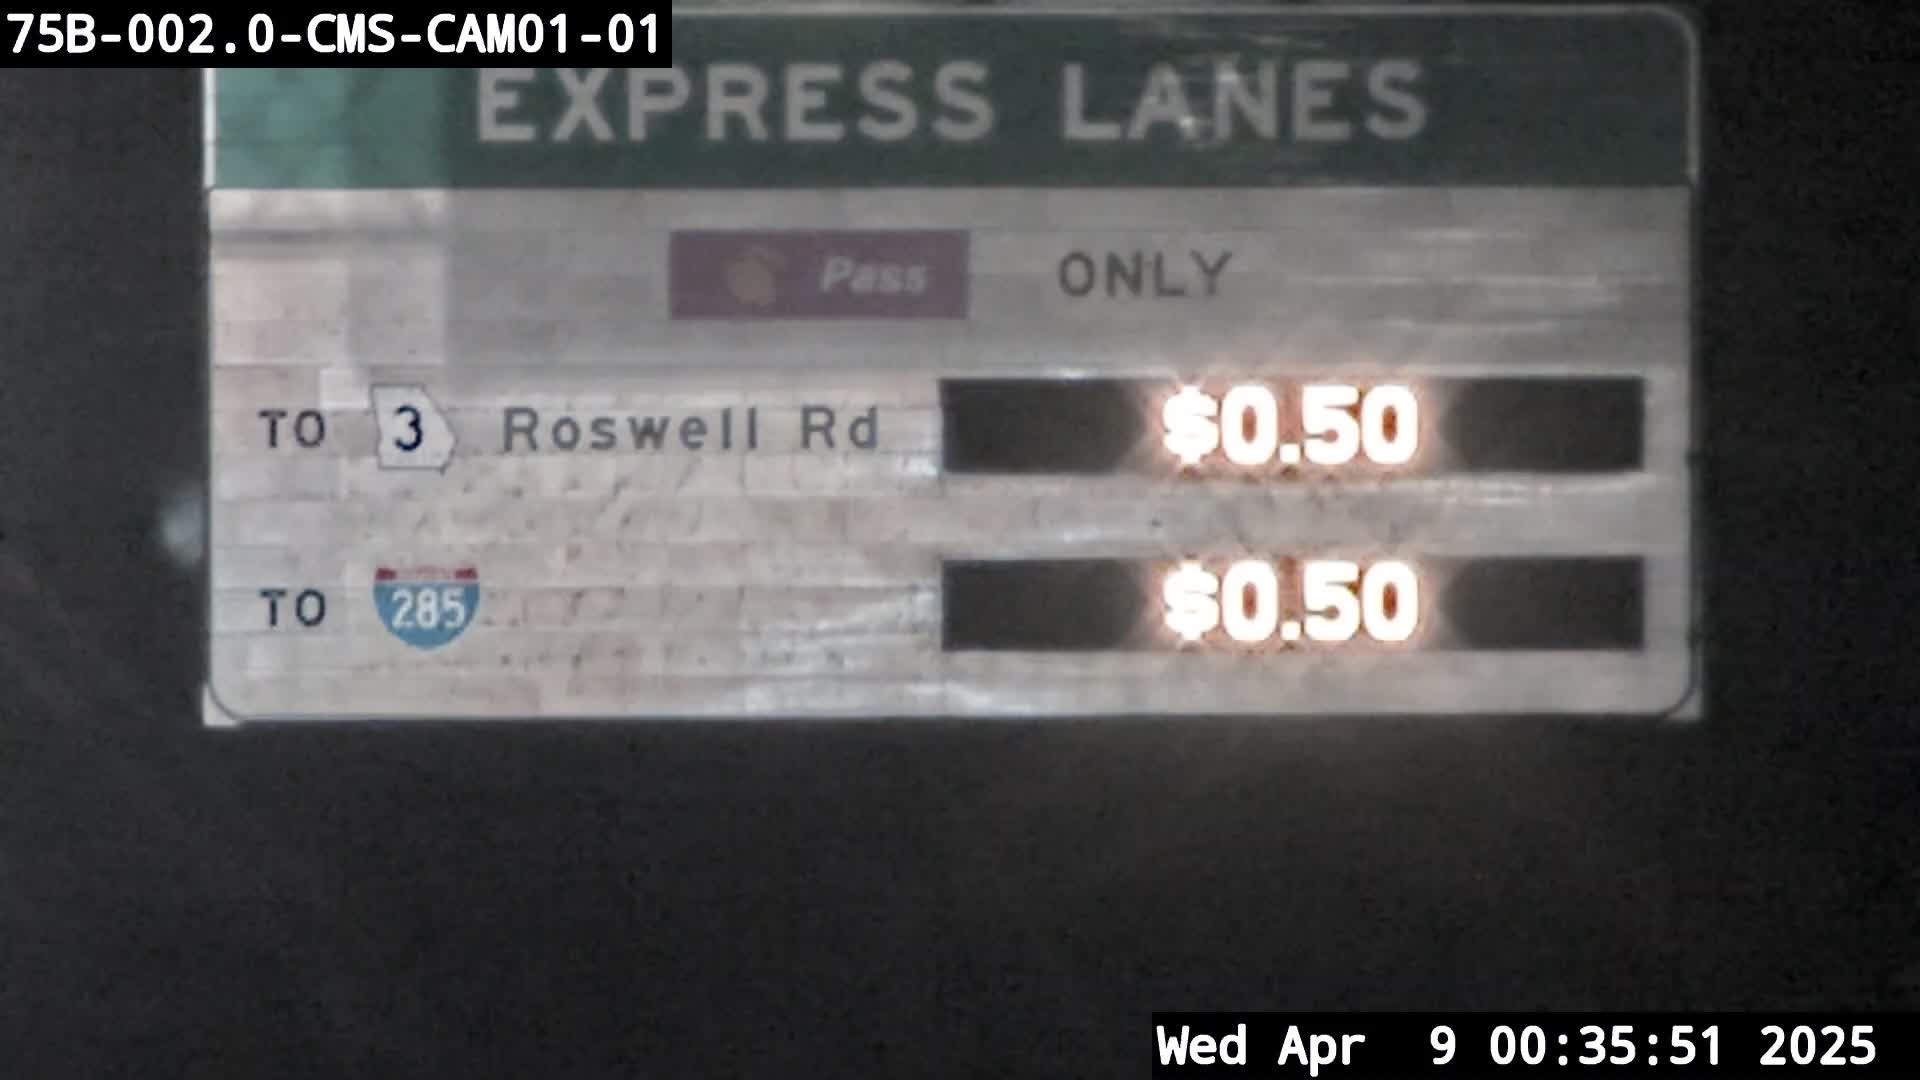 75B-002.0-CMS-CAM01-01
EXPRESS LANES
Pass ONLY
TO 3 Roswell Rd $0.50
TO 285 $0.50
Wed Apr 9 00:35:51 2025